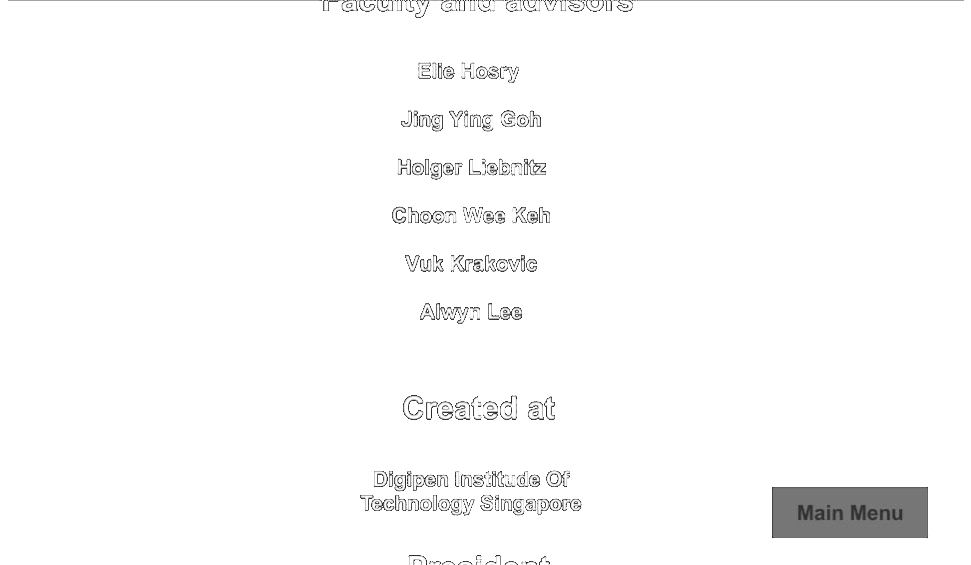 Faculty and advisors
Elie Hosry
Jing Ying Goh
Holger Liebnitz
Choon Wee Keh
Vuk Krakovic
Alwyn Lee
Created at
Digipen Institude Of
Technology Singapore
Main Menu
President